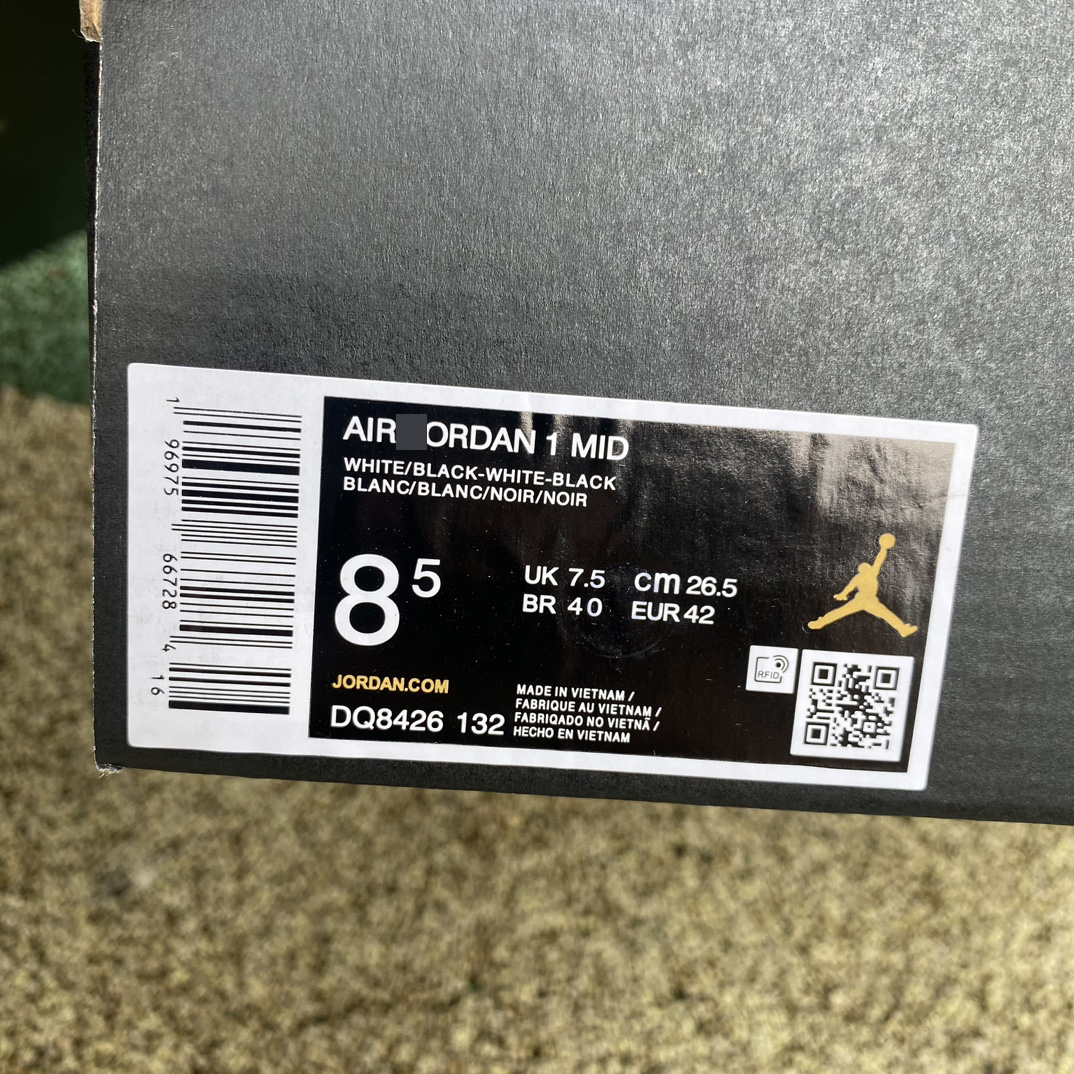 AIR ORDAN 1 MID
WHITE/BLACK-WHITE-BLACK
BLANC/BLANC/NOIR/NOIR
8 5
UK 7.5 cm 26.5
BR 40 EUR 42
JORDAN.COM
DQ8426 132
MADE IN VIETNAM /
FABRIQUE AU VIETNAM /
FABRIQADO NO VIETNÃ /
HECHO EN VIETNAM
RFID
1 96975 66728 4 16